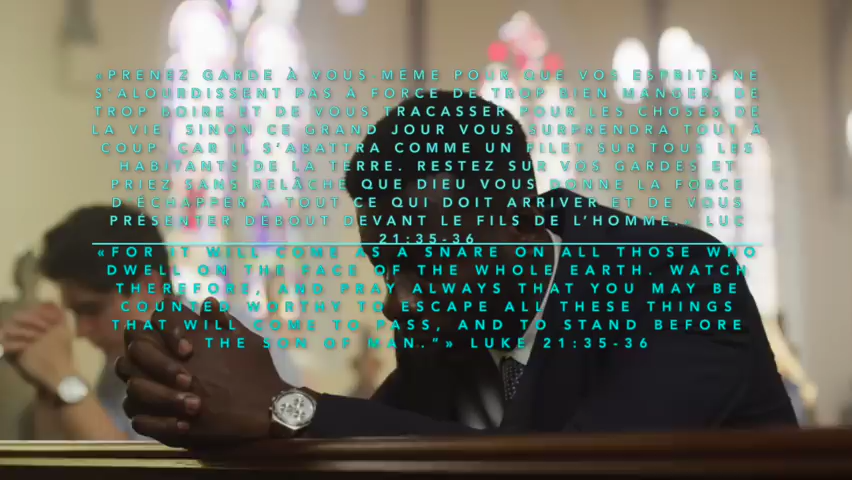 «PRENEZ GARDE À VOUS-MEME POUR QUE VOS ESPRITS NE
S'ALOURDISSENT PAS À FORCE DE TROP BIEN MANGER, DE
TROP BOIRE ET DE VOUS TRACASSER POUR LES CHOSES DE
LA VIE, SINON CE GRAND JOUR VOUS SURPRENDRA TOUT À
COUP. CAR IL S'ABATTRA COMME UN FILET SUR TOUS LES
HABITANTS DE LA TERRE. RESTEZ SUR VOS GARDES ET
PRIEZ SANS RELÂCHE QUE DIEU VOUS DONNE LA FORCE
D'ÉCHAPPER À TOUT CE QUI DOIT ARRIVER ET DE VOUS
PRÉSENTER DEBOUT DEVANT LE FILS DE L'HOMME.» LUC
21:35-36
«FOR IT WILL COME AS A SNARE ON ALL THOSE WHO
DWELL ON THE FACE OF THE WHOLE EARTH. WATCH
THEREFORE, AND PRAY ALWAYS THAT YOU MAY BE
COUNTED WORTHY TO ESCAPE ALL THESE THINGS
THAT WILL COME TO PASS, AND TO STAND BEFORE
THE SON OF MAN."» LUKE 21:35-36